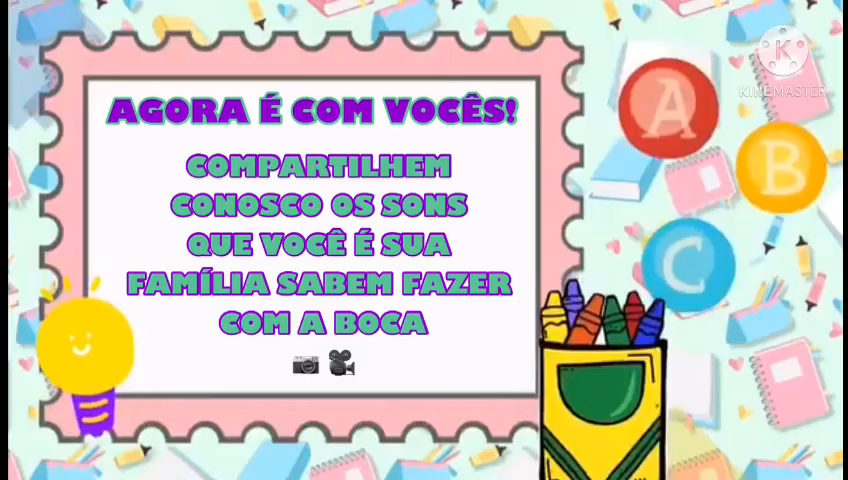 AGORA É COM VOCÊS!
COMPARTILHEM
CONOSCO OS SONS
QUE VOCÊ É SUA
FAMÍLIA SABEM FAZER
COM A BOCA
K
KINEMASTER
A
B
C